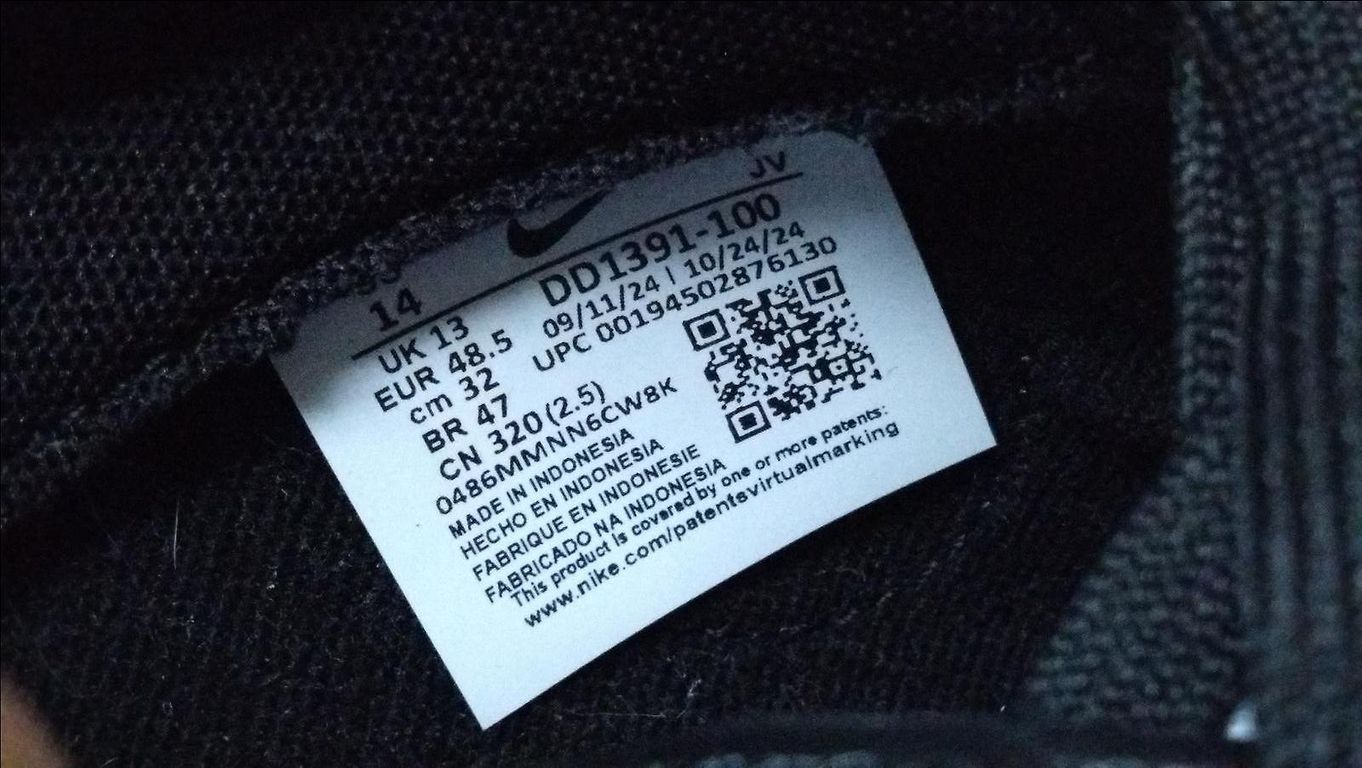 JV
14
DD1391-100
UK 13
09/11/24 | 10/24/24
EUR 48.5
UPC 00194502876130
cm 32
BR 47
CN 320(2.5)
0486MMNN6CW8K
MADE IN INDONESIA
HECHO EN INDONESIA
FABRIQUE EN INDONESIE
FABRICADO NA INDONESIA
This product is covered by one or more patents:
www.nike.com/patentsvirtualmarking